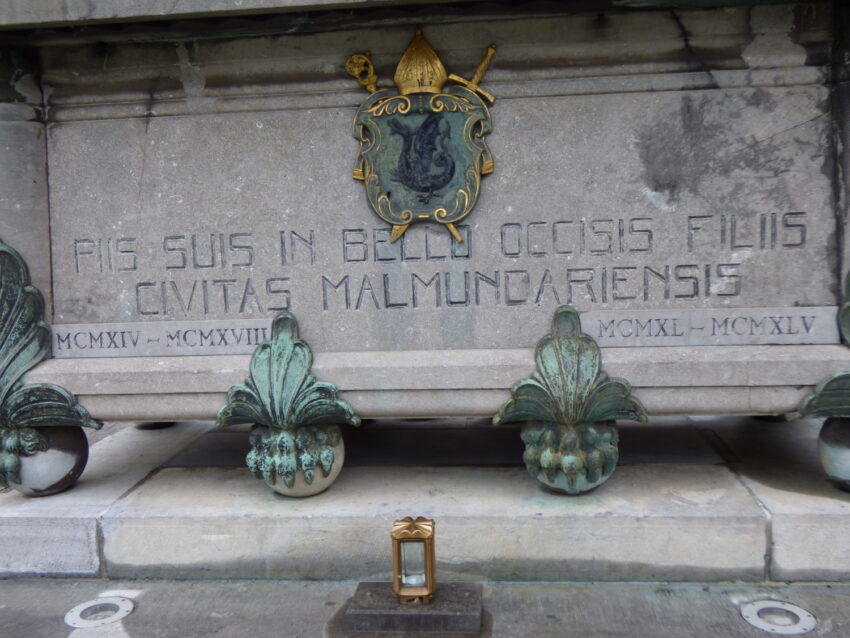 PIIS SUIS IN BELLO OCCISIS FILIIS
CIVITAS MALMUNDARIENSIS
MCMXIV – MCMXVIII
MCMXL – MCMXLV